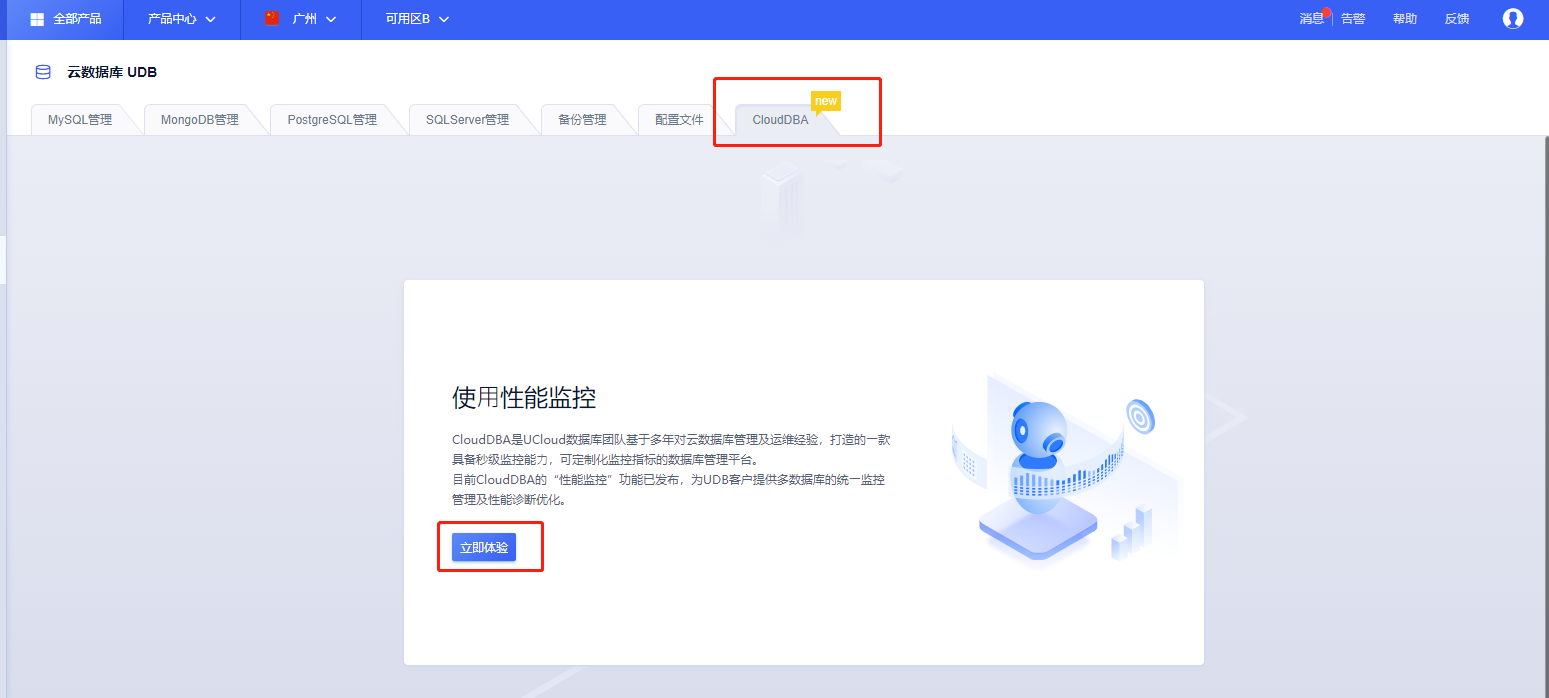 全部产品 产品中心 广州 可用区B 消息 告警 帮助 反馈
云数据库 UDB
new
MySQL管理 MongoDB管理 PostgreSQL管理 SQLServer管理 备份管理 配置文件 CloudDBA
使用性能监控
CloudDBA是UCloud数据库团队基于多年对云数据库管理及运维经验，打造的一款
具备秒级监控能力，可定制化监控指标的数据库管理平台。
目前CloudDBA的“性能监控”功能已发布，为UDB客户提供多数据库的统一监控
管理及性能诊断优化。
立即体验